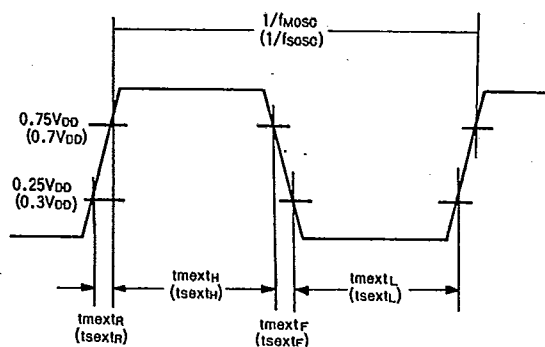 1/fMOSC
(1/fSOSC)
0.75VDD
(0.7VDD)
0.25VDD
(0.3VDD)
tmextH
(tsextH)
tmextL
(tsextL)
tmextR
(tsextR)
tmextF
(tsextF)